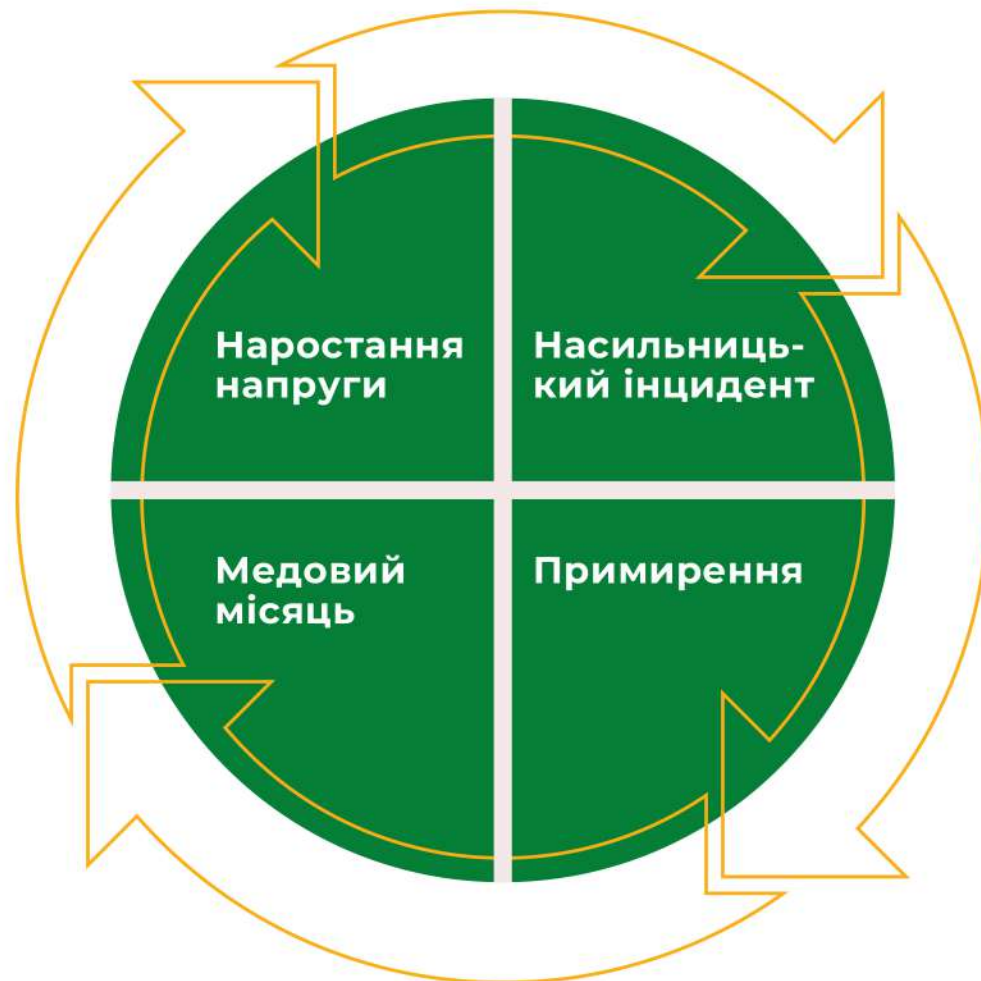 Наростання
напруги
Насильниць-
кий інцидент
Медовий
місяць
Примирення